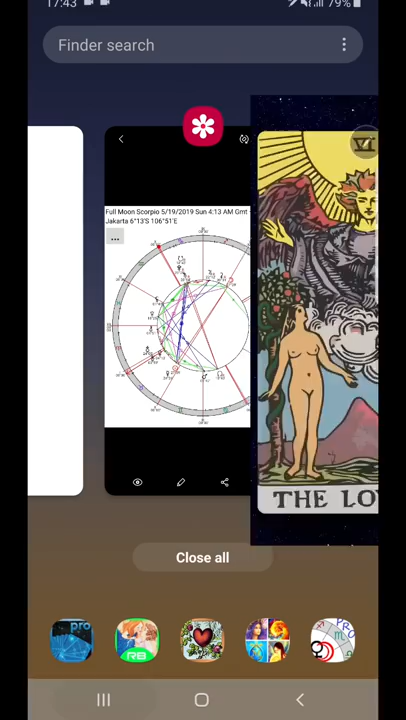 17:43
79%
Finder search
VI
Full Moon Scorpio 5/19/2019 Sun 4:13 AM Gmt
Jakarta 6°13'S 106°51'E
...
THE LO
Close all
pro
RB
PRO